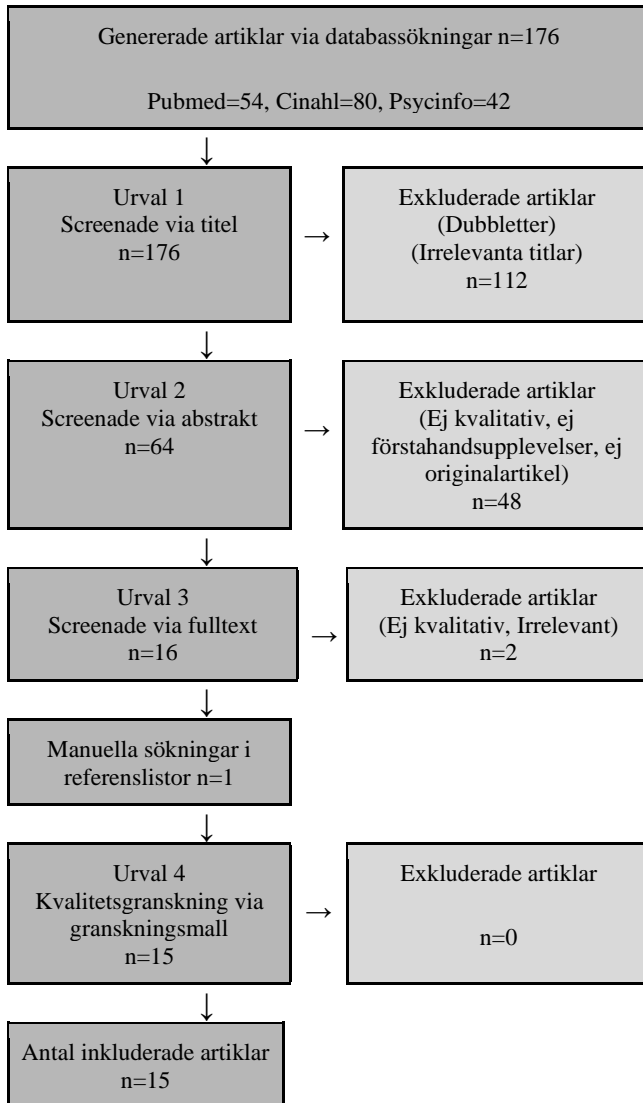 Genererade artiklar via databassökningar n=176
Pubmed=54, Cinahl=80, Psycinfo=42
↓
Urval 1
Screenade via titel
n=176
→
Exkluderade artiklar
(Dubbletter)
(Irrelevanta titlar)
n=112
↓
Urval 2
Screenade via abstrakt
n=64
→
Exkluderade artiklar
(Ej kvalitativ, ej
förstahandsupplevelser, ej
originalartikel)
n=48
↓
Urval 3
Screenade via fulltext
n=16
→
Exkluderade artiklar
(Ej kvalitativ, Irrelevant)
n=2
↓
Manuella sökningar i
referenslistor n=1
↓
Urval 4
Kvalitetsgranskning via
granskningsmall
n=15
→
Exkluderade artiklar
n=0
↓
Antal inkluderade artiklar
n=15